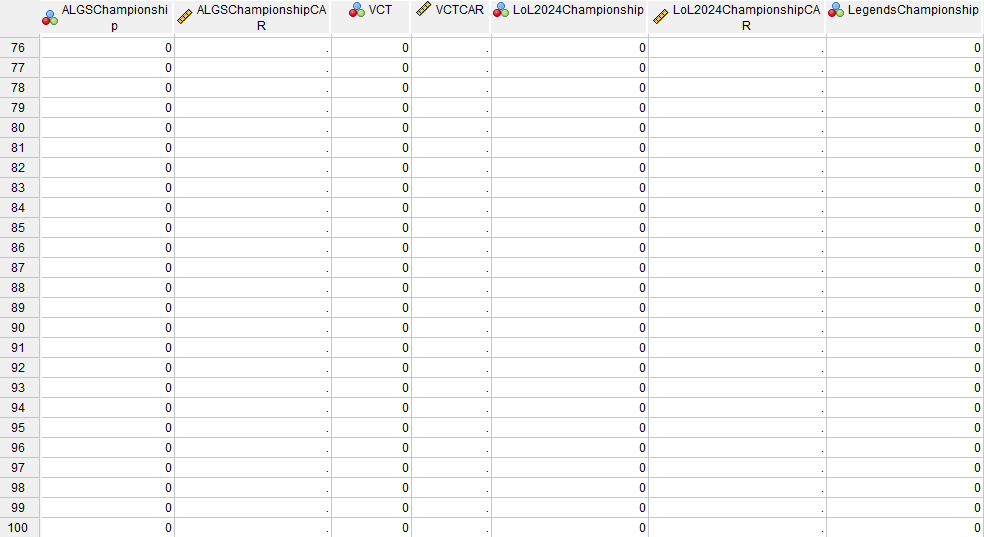 ALGSChampionshi
p
ALGSChampionshipCA
R
VCT
VCTCAR
LoL2024Championship
LoL2024ChampionshipCA
R
LegendsChampionship
76 0 . 0 . 0 . 0
77 0 . 0 . 0 . 0
78 0 . 0 . 0 . 0
79 0 . 0 . 0 . 0
80 0 . 0 . 0 . 0
81 0 . 0 . 0 . 0
82 0 . 0 . 0 . 0
83 0 . 0 . 0 . 0
84 0 . 0 . 0 . 0
85 0 . 0 . 0 . 0
86 0 . 0 . 0 . 0
87 0 . 0 . 0 . 0
88 0 . 0 . 0 . 0
89 0 . 0 . 0 . 0
90 0 . 0 . 0 . 0
91 0 . 0 . 0 . 0
92 0 . 0 . 0 . 0
93 0 . 0 . 0 . 0
94 0 . 0 . 0 . 0
95 0 . 0 . 0 . 0
96 0 . 0 . 0 . 0
97 0 . 0 . 0 . 0
98 0 . 0 . 0 . 0
99 0 . 0 . 0 . 0
100 0 . 0 . 0 . 0